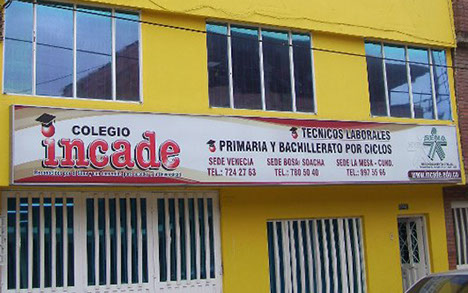 COLEGIO
incade
TECNICOS LABORALES
PRIMARIA Y BACHILLERATO POR CICLOS
SEDE VENECIA SEDE BOSA: SOACHA SEDE LA MESA - CUND.
TEL.: 724 27 63 TEL.: 780 50 40 TEL.: 897 35 66
SENA
www.incade.edu.co